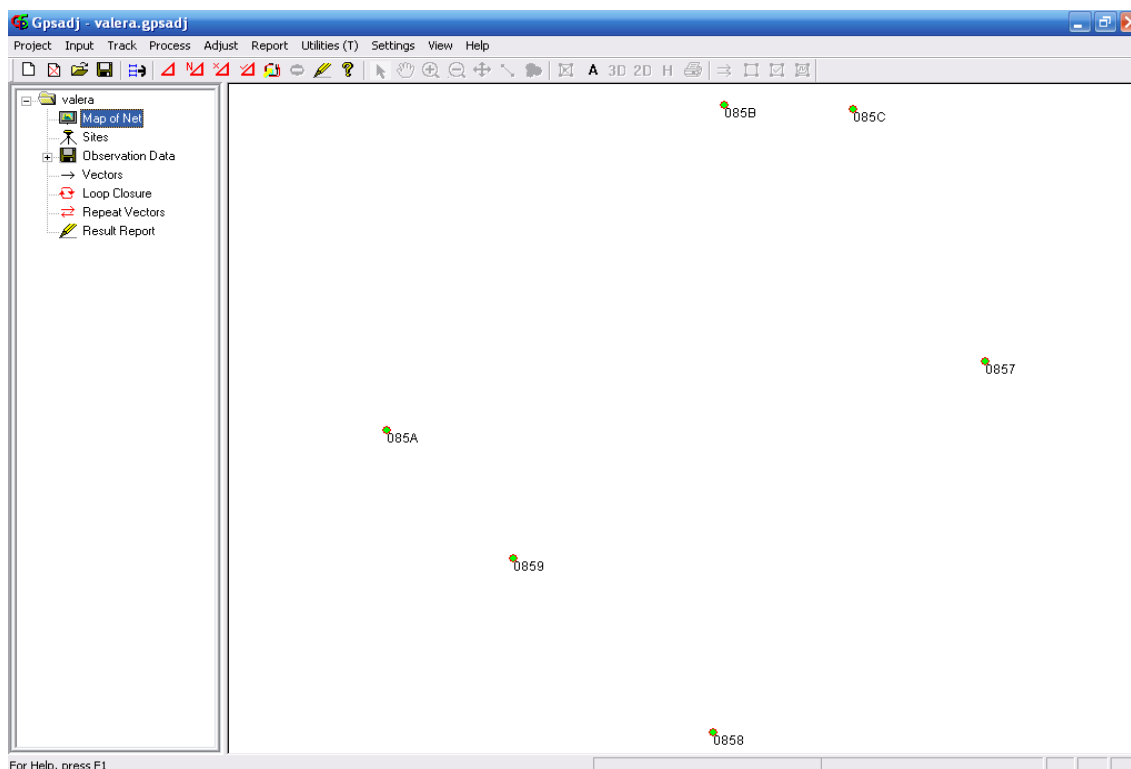 Gpsadj - valera.gpsadj
Project Input Track Process Adjust Report Utilities (T) Settings View Help
N A 3D 2D H
valera
Map of Net
Sites
Observation Data
Vectors
Loop Closure
Repeat Vectors
Result Report
085B
085C
0857
085A
0859
0858
For Help, press F1